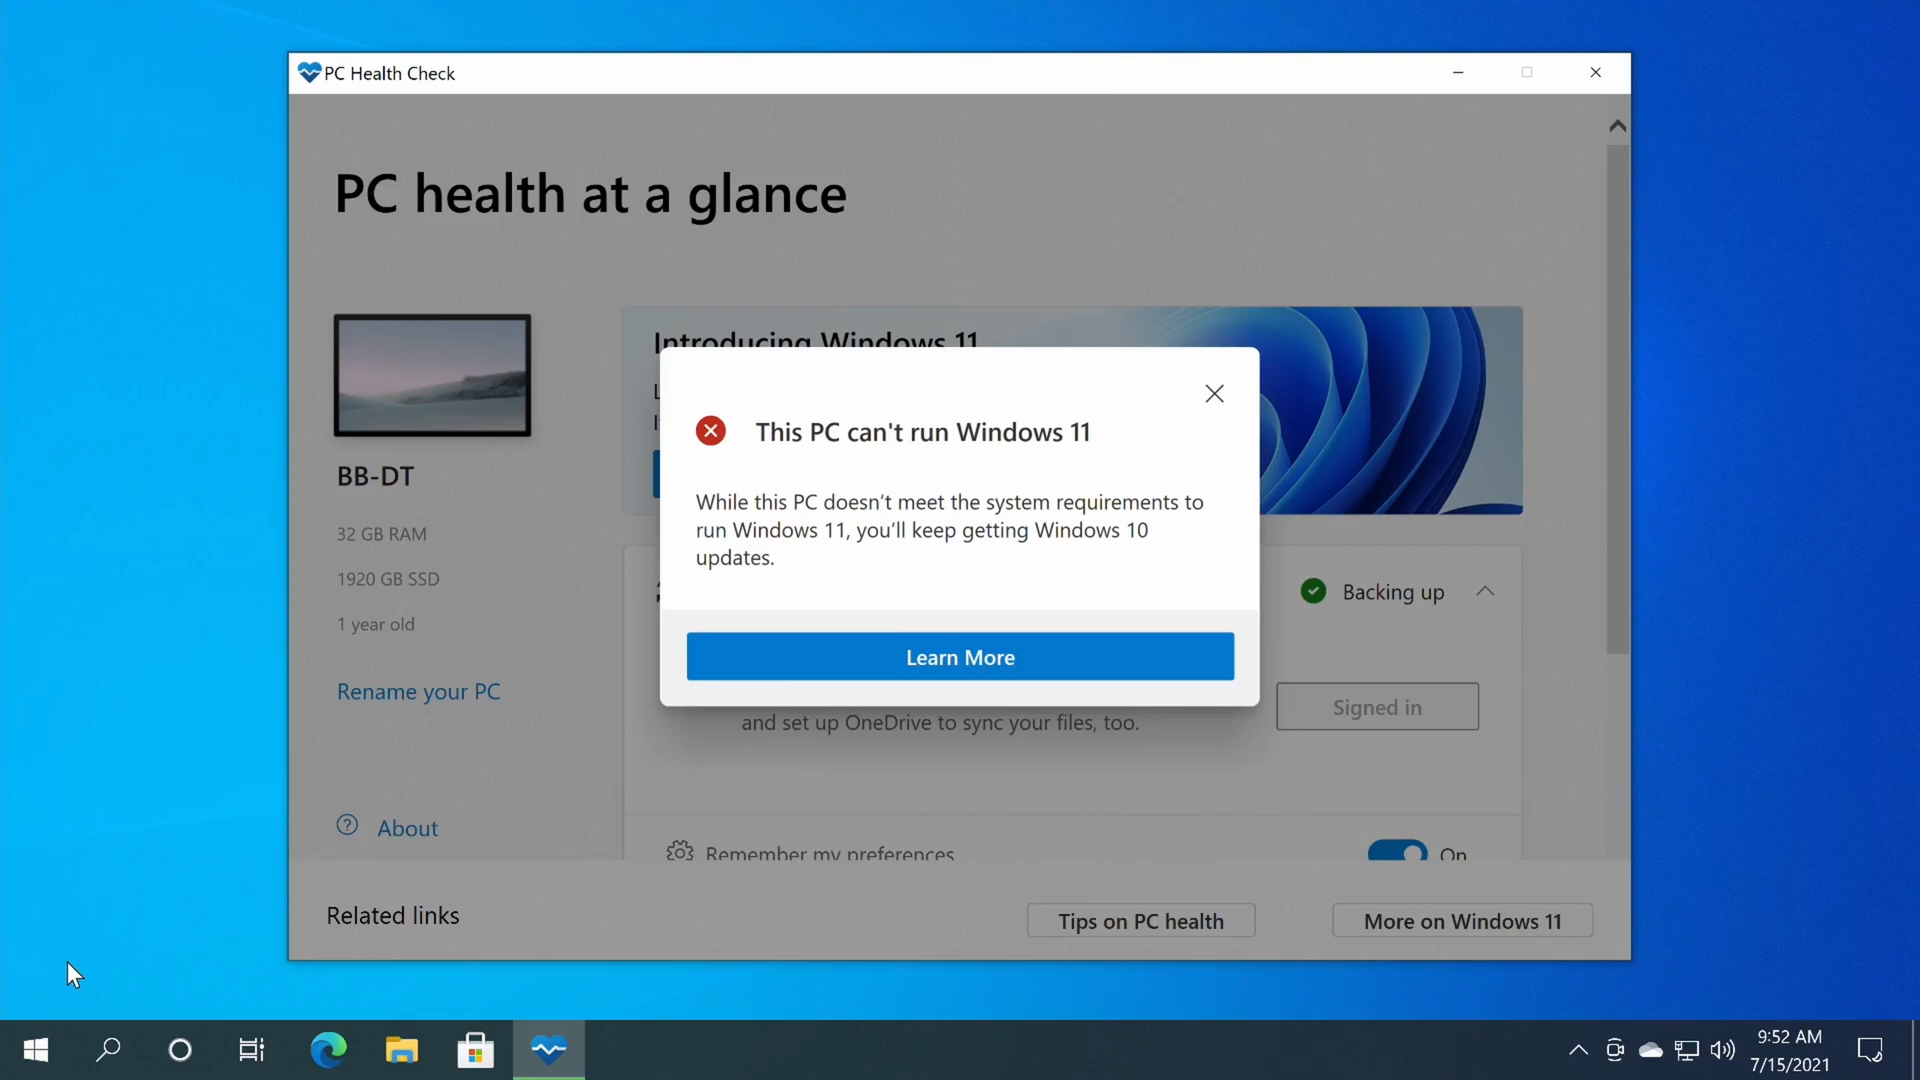 PC Health Check
PC health at a glance
Introducing Windows 11
BB-DT
32 GB RAM
1920 GB SSD
1 year old
Rename your PC
About
This PC can't run Windows 11
While this PC doesn’t meet the system requirements to
run Windows 11, you’ll keep getting Windows 10
updates.
Learn More
Backing up
and set up OneDrive to sync your files, too.
Signed in
Remember my preferences
On
Related links
Tips on PC health
More on Windows 11
9:52 AM
7/15/2021